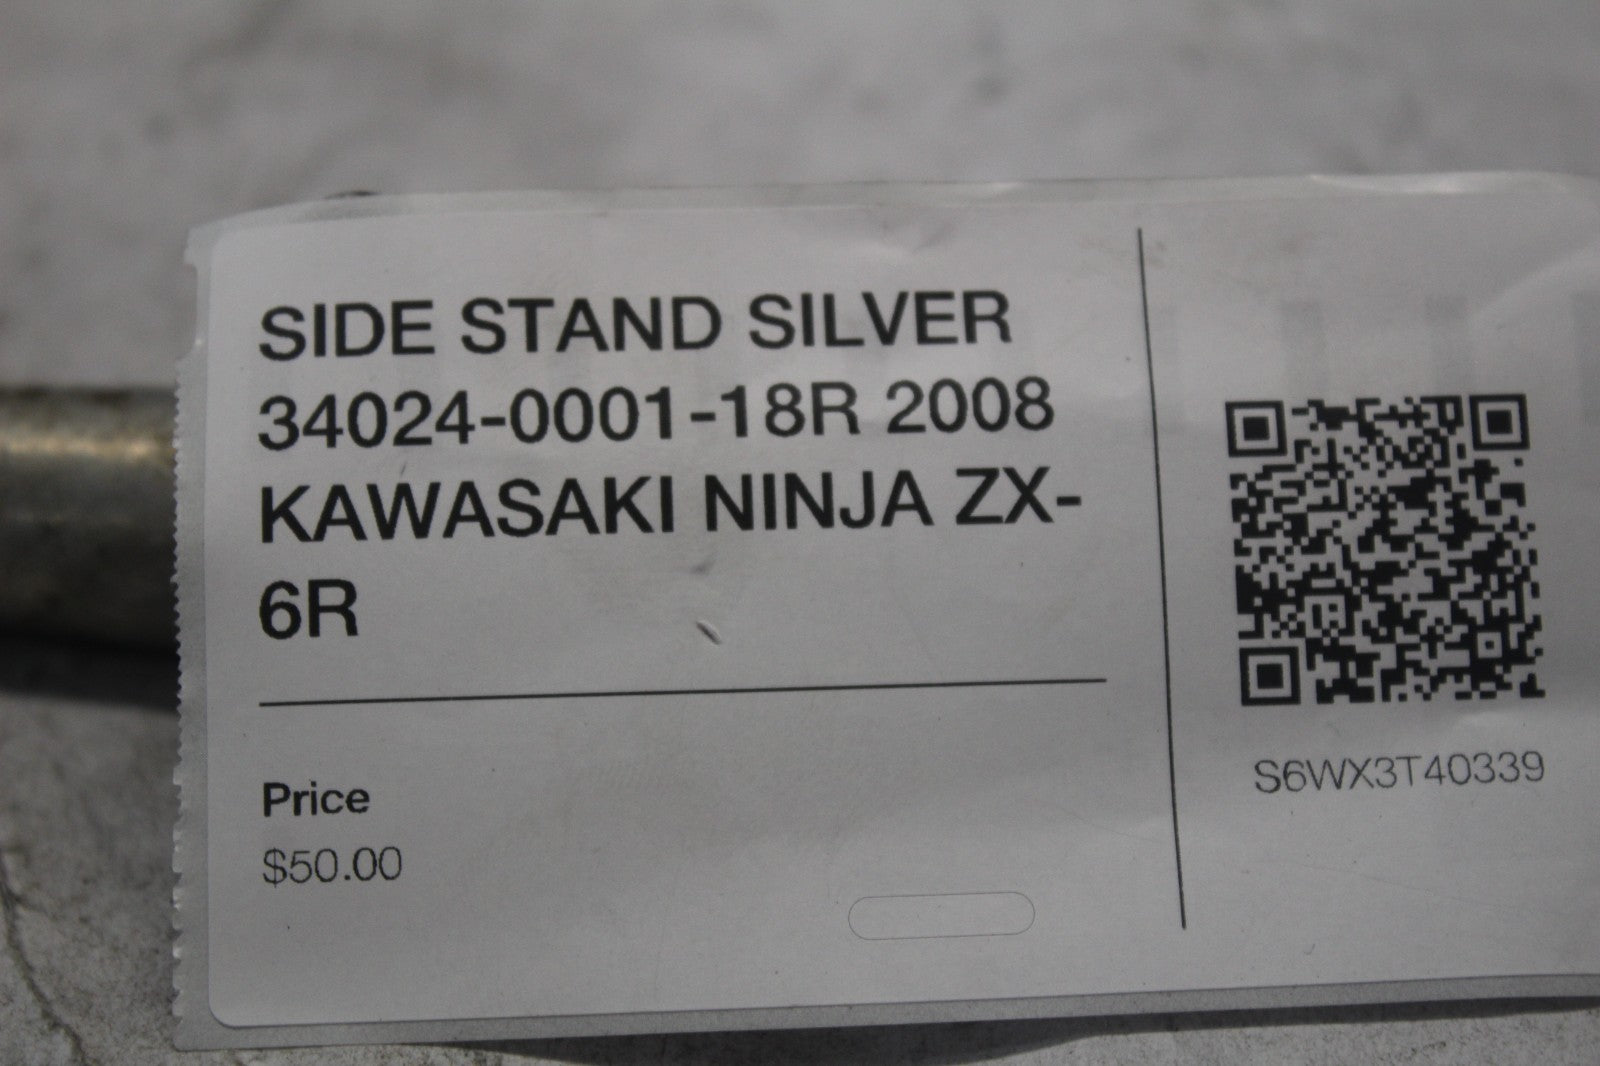 SIDE STAND SILVER
34024-0001-18R 2008
KAWASAKI NINJA ZX-
6R
Price
$50.00
S6WX3T40339